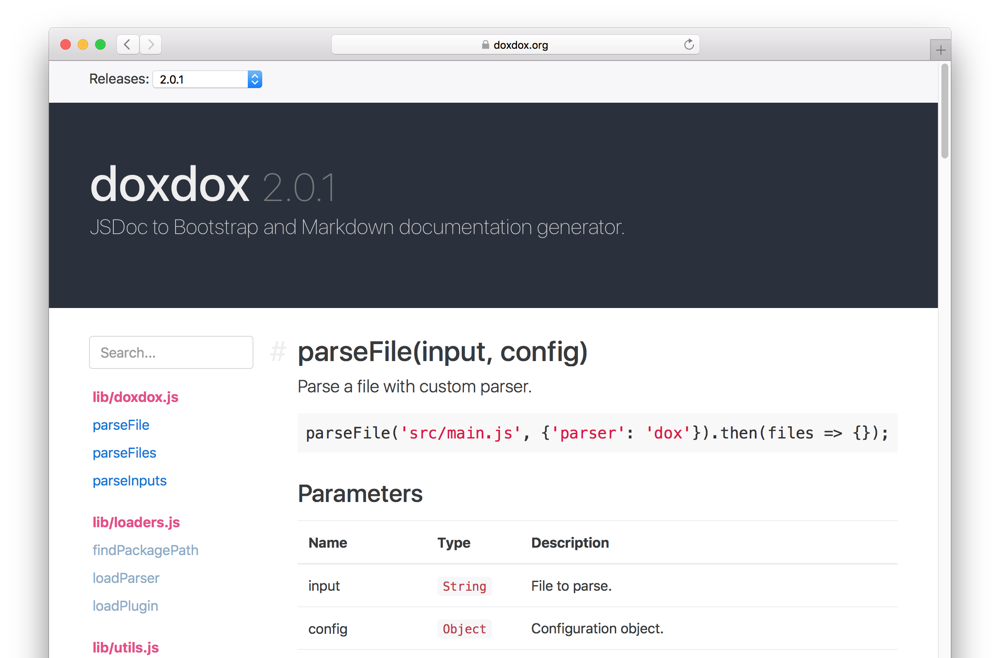 doxdox.org
Releases: 2.0.1
doxdox 2.0.1
JSDoc to Bootstrap and Markdown documentation generator.
Search...
lib/doxdox.js
parseFile
parseFiles
parseInputs
lib/loaders.js
findPackagePath
loadParser
loadPlugin
lib/utils.js
# parseFile(input, config)
Parse a file with custom parser.
parseFile('src/main.js', {'parser': 'dox'}).then(files => {});
Parameters
Name Type Description
input String File to parse.
config Object Configuration object.